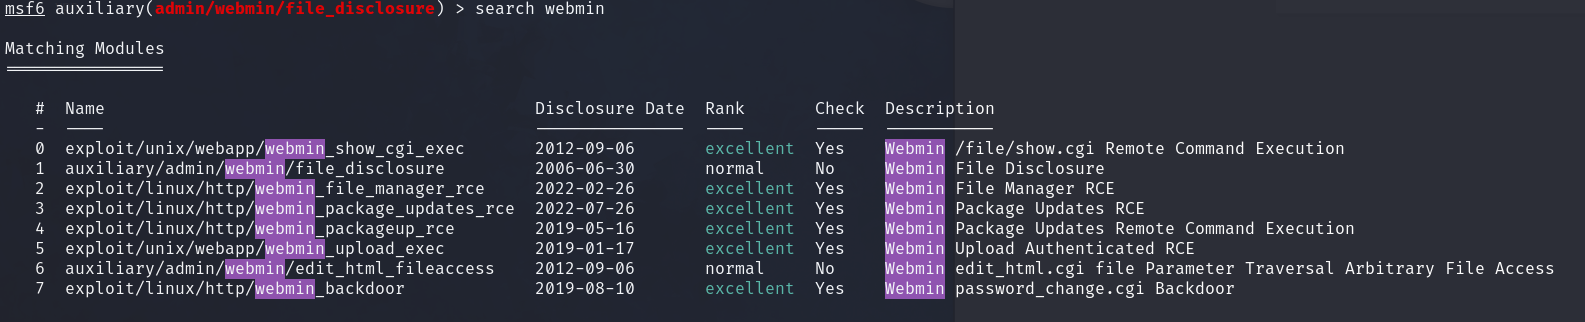 msf6 auxiliary(admin/webmin/file_disclosure) > search webmin
Matching Modules
================
#  Name                                         Disclosure Date  Rank       Check  Description
-  ----                                         ---------------  ----       -----  -----------
0  exploit/unix/webapp/webmin_show_cgi_exec       2012-09-06       excellent  Yes    Webmin /file/show.cgi Remote Command Execution
1  auxiliary/admin/webmin/file_disclosure         2006-06-30       normal     No     Webmin File Disclosure
2  exploit/linux/http/webmin_file_manager_rce     2022-02-26       excellent  Yes    Webmin File Manager RCE
3  exploit/linux/http/webmin_package_updates_rce  2022-07-26       excellent  Yes    Webmin Package Updates RCE
4  exploit/linux/http/webmin_packageup_rce        2019-05-16       excellent  Yes    Webmin Package Updates Remote Command Execution
5  exploit/unix/webapp/webmin_upload_exec         2019-01-17       excellent  Yes    Webmin Upload Authenticated RCE
6  auxiliary/admin/webmin/edit_html_fileaccess    2012-09-06       normal     No     Webmin edit_html.cgi file Parameter Traversal Arbitrary File Access
7  exploit/linux/http/webmin_backdoor             2019-08-10       excellent  Yes    Webmin password_change.cgi Backdoor